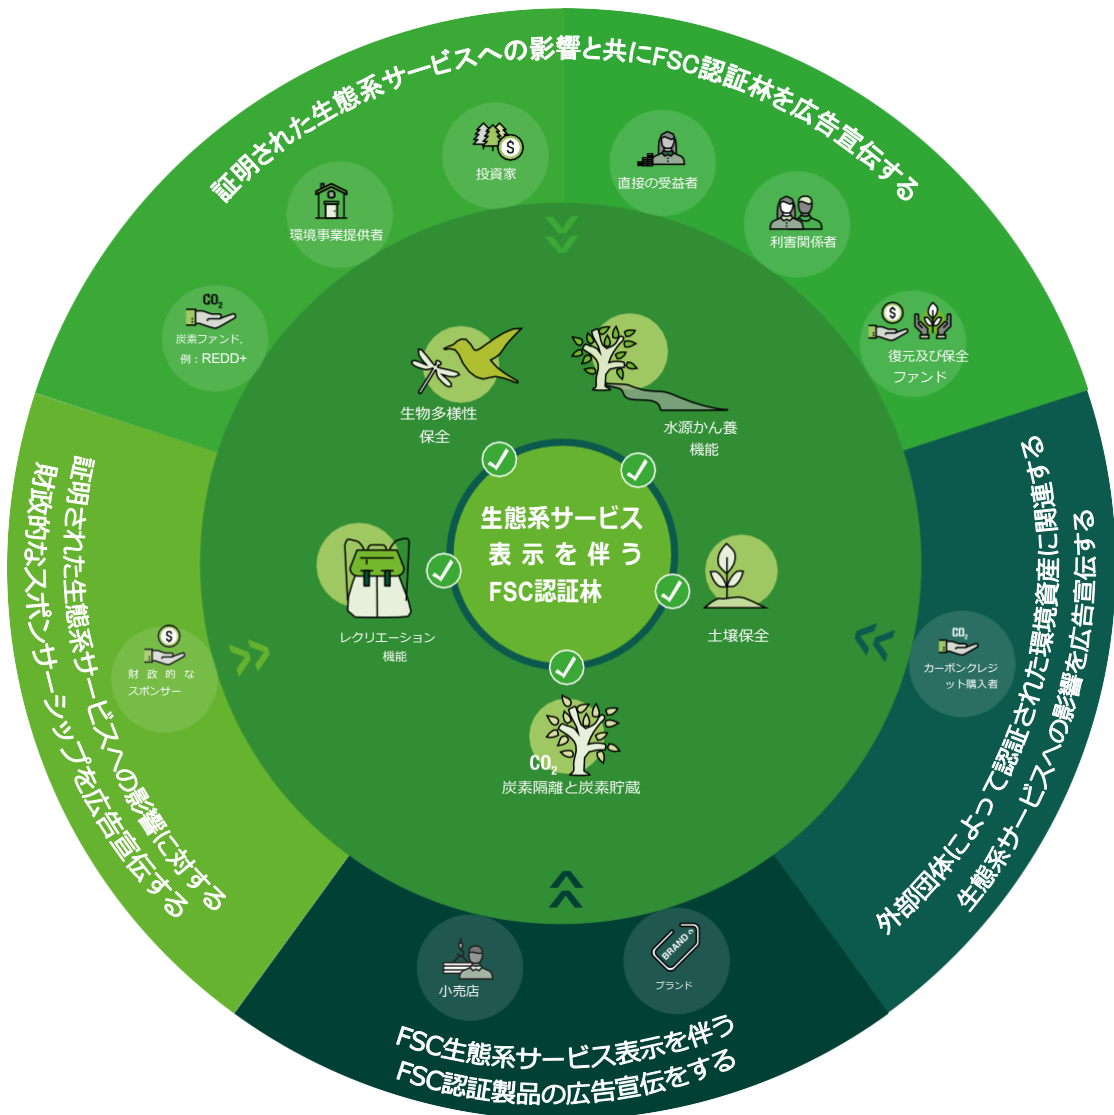 証明された生態系サービスへの影響と共にFSC認証林を広告宣伝する
投資家
直接の受益者
環境事業提供者
利害関係者
CO₂
炭素ファンド,
例：REDD+
復元及び保全
ファンド
生物多様性
保全
水源かん養
機能
生態系サービス
表示を伴う
FSC認証林
レクリエーション
機能
土壌保全
CO₂
炭素隔離と炭素貯蔵
証明された生態系サービスへの影響に対する
財政的なスポンサーシップを広告宣伝する
$
財政的な
スポンサー
外部団体によって認証された環境資産に関連する
生態系サービスへの影響を広告宣伝する
CO₂
カーボンクレジ
ット購入者
小売店
BRAND
ブランド
FSC生態系サービス表示を伴う
FSC認証製品の広告宣伝をする